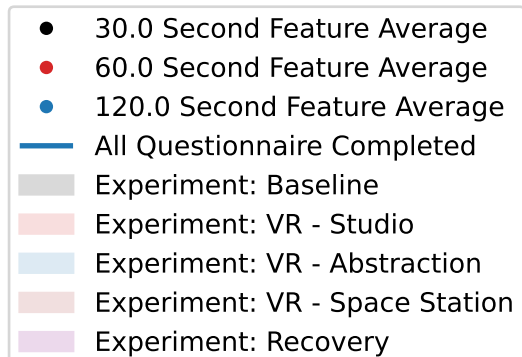 30.0 Second Feature Average
60.0 Second Feature Average
120.0 Second Feature Average
All Questionnaire Completed
Experiment: Baseline
Experiment: VR - Studio
Experiment: VR - Abstraction
Experiment: VR - Space Station
Experiment: Recovery